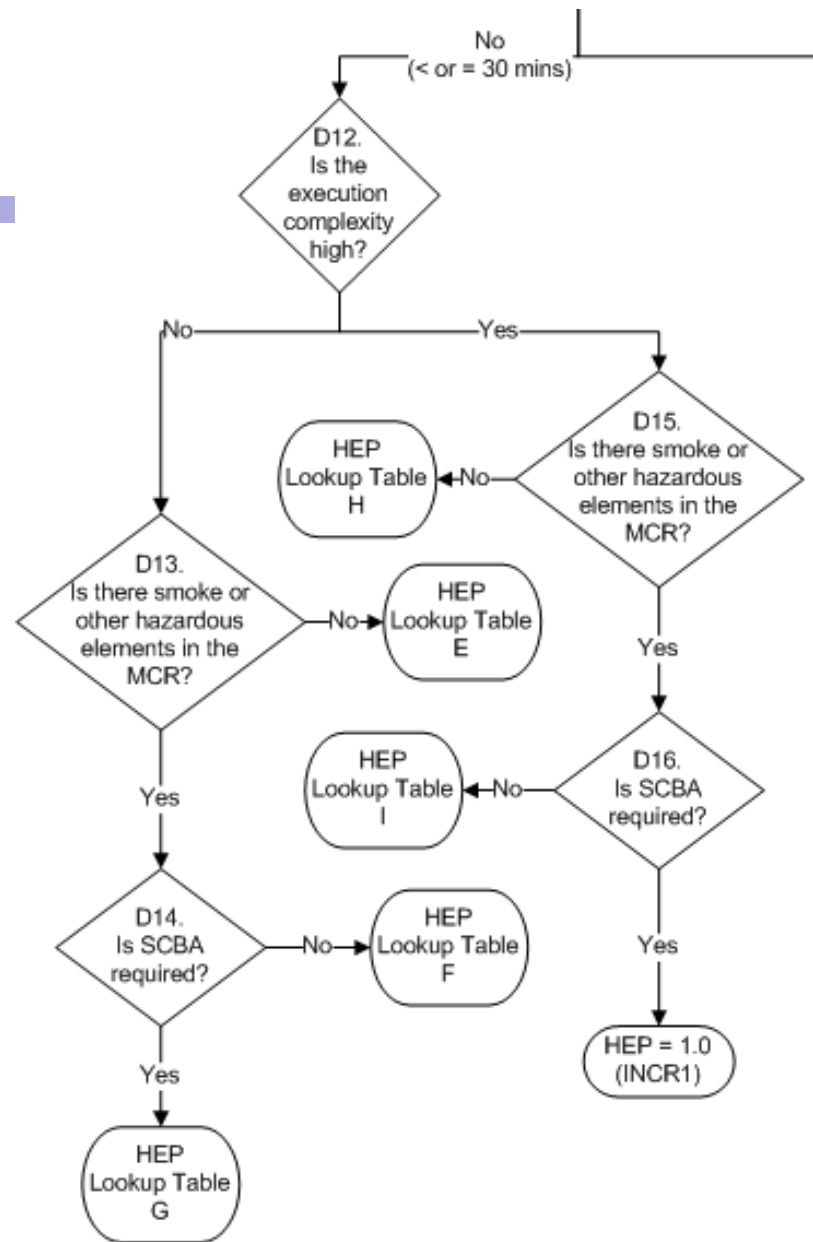 No
(< or = 30 mins)
D12.
Is the
execution
complexity
high?
No
Yes
D15.
Is there smoke or
other hazardous
elements in the
MCR?
No
HEP
Lookup Table
H
D13.
Is there smoke or
other hazardous
elements in the
MCR?
No
HEP
Lookup Table
E
Yes
Yes
D16.
Is SCBA
required?
No
HEP
Lookup Table
I
D14.
Is SCBA
required?
No
HEP
Lookup Table
F
Yes
Yes
HEP = 1.0
(INCR1)
HEP
Lookup Table
G